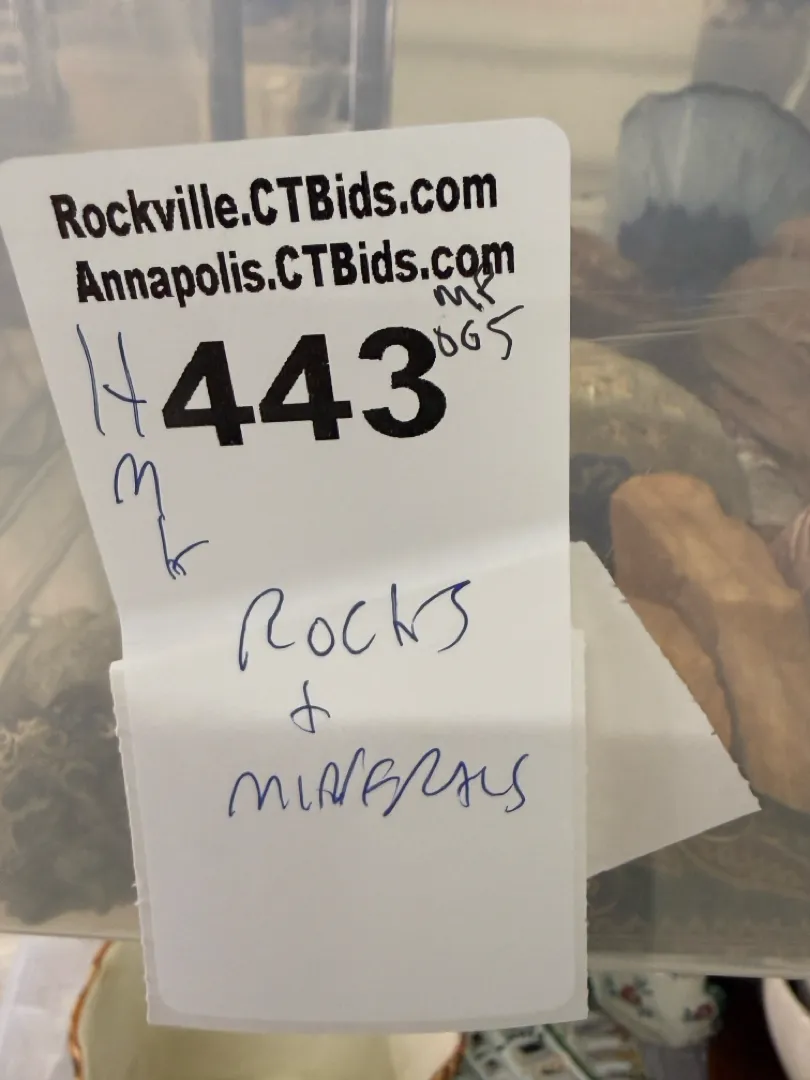 Rockville.CTBids.com
Annapolis.CTBids.com
H 443
ROCKS
+
MINERALS